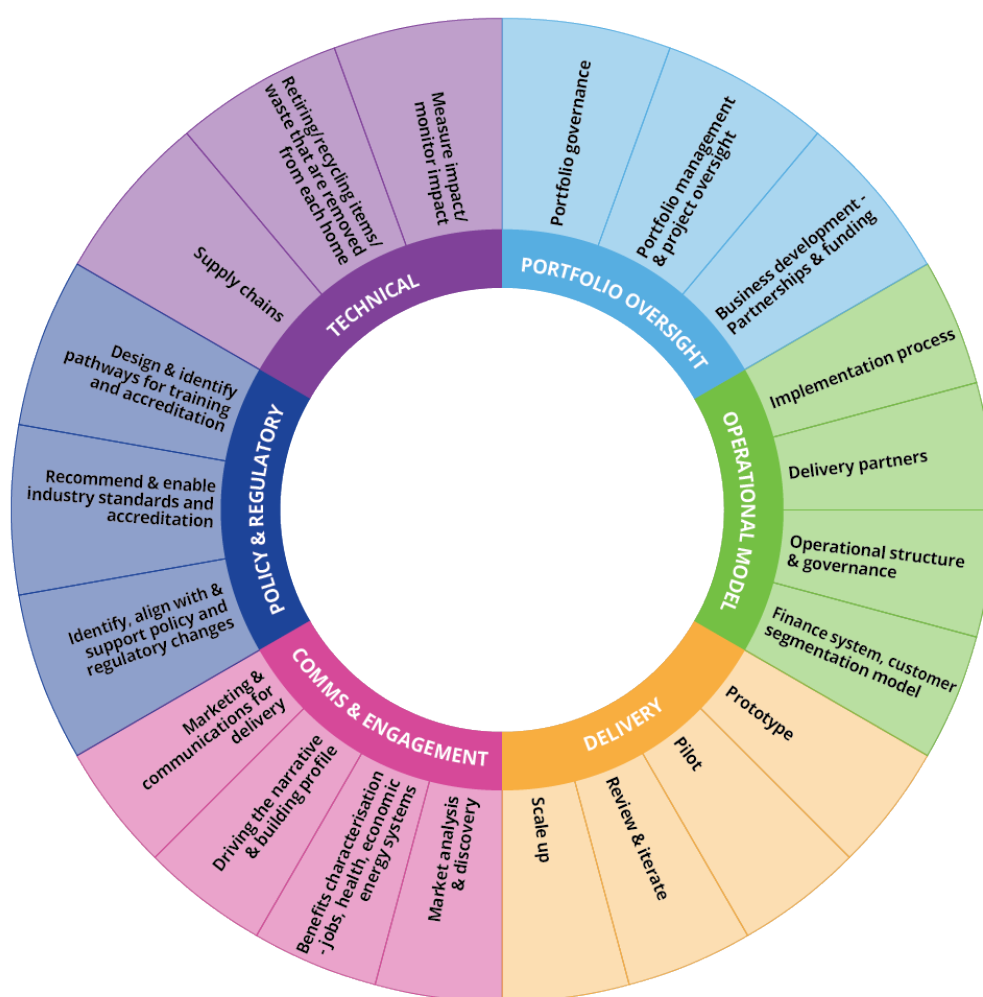 PORTFOLIO OVERSIGHT
Portfolio governance
Portfolio management
& project oversight
Business development -
Partnerships & funding
OPERATIONAL MODEL
Implementation process
Delivery partners
Operational structure
& governance
Finance system, customer
segmentation model
DELIVERY
Prototype
Pilot
Review & iterate
Scale up
COMMS & ENGAGEMENT
Market analysis
& discovery
Benefits characterisation
- jobs, health, economic
energy systems
Driving the narrative
& building profile
Marketing &
communications for
delivery
POLICY & REGULATORY
Identify, align with &
support policy and
regulatory changes
Recommend & enable
industry standards and
accreditation
Design & identify
pathways for training
and accreditation
TECHNICAL
Supply chains
Retiring/recycling items/
waste that are removed
from each home
Measure impact/
monitor impact